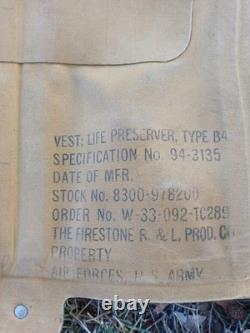 VEST; LIFE PRESERVER, TYPE B4
SPECIFICATION No. 94-3135
DATE OF MFR.
STOCK No. 8300-978200
ORDER No. W-33-092-TC289
THE FIRESTONE R. & L. PROD. CO
PROPERTY
AIR FORCES, U.S. ARMY